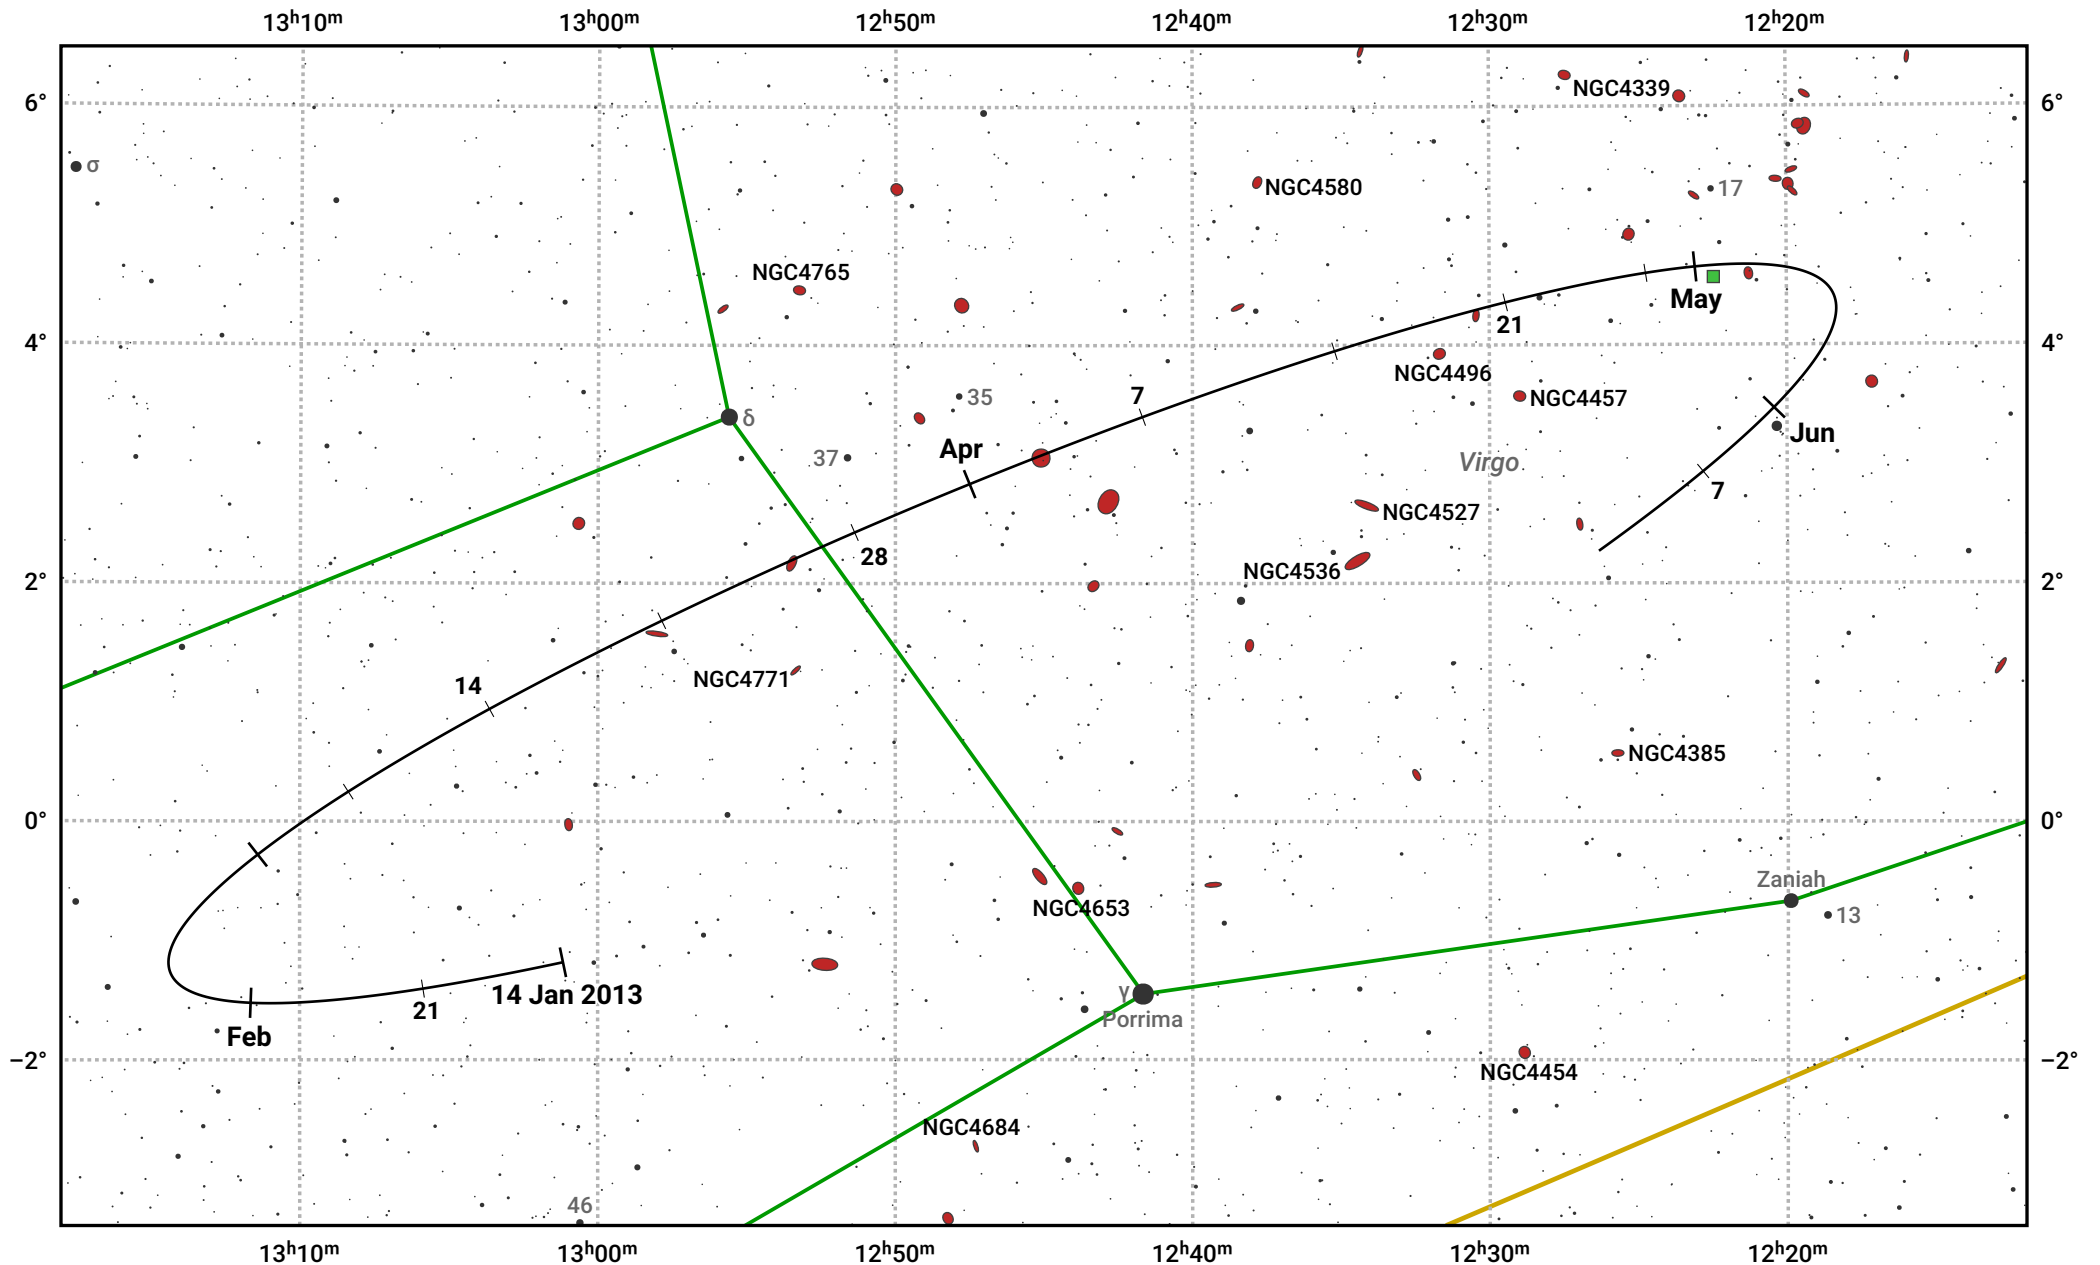 13ʰ10ᵐ 13ʰ00ᵐ 12ʰ50ᵐ 12ʰ40ᵐ 12ʰ30ᵐ 12ʰ20ᵐ
NGC4339
6° 6°
σ
NGC4580 17
NGC4765
May
21
4° 4°
NGC4496
7 35 NGC4457
δ
Jun
Apr
37 Virgo
7
NGC4527
28
NGC4536
2° 2°
NGC4771
14
NGC4385
0° 0°
Zaniah
NGC4653 13
γ
14 Jan 2013
21 Porrima
Feb
−2° −2°
NGC4454
NGC4684
46
13ʰ10ᵐ 13ʰ00ᵐ 12ʰ50ᵐ 12ʰ40ᵐ 12ʰ30ᵐ 12ʰ20ᵐ